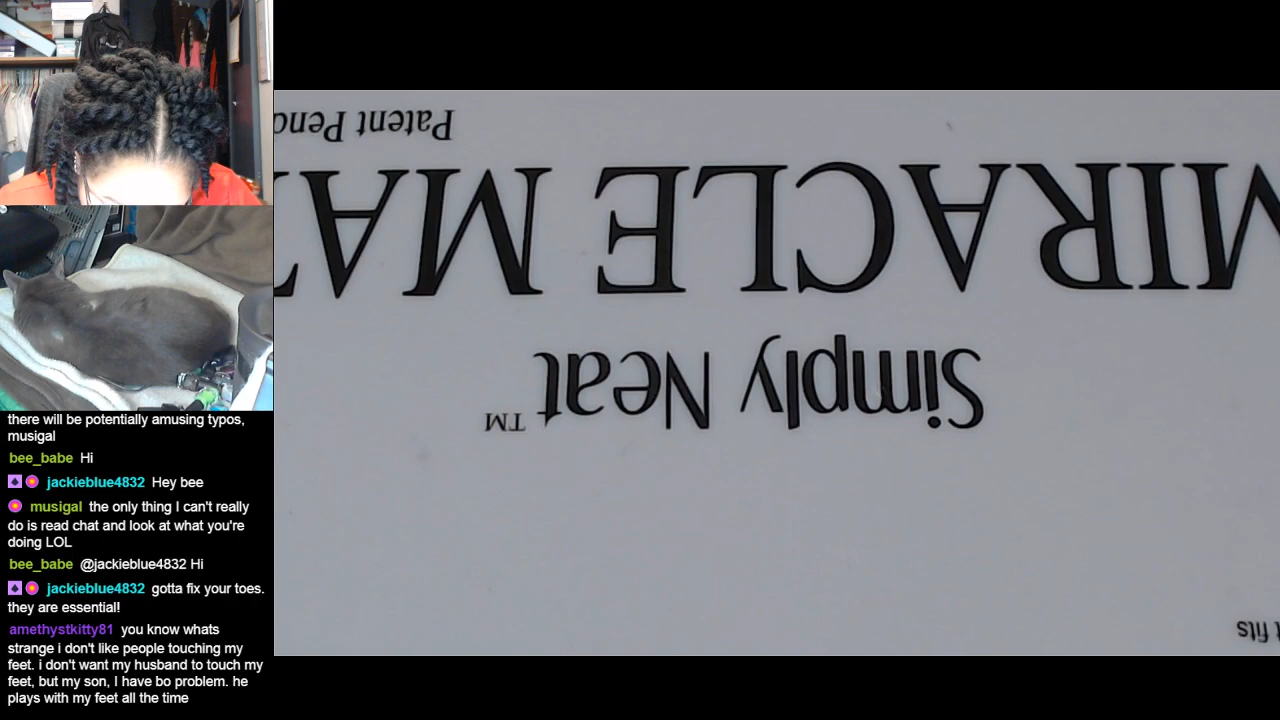 there will be potentially amusing typos,
musigal
bee_babe Hi
jackieblue4832 Hey bee
musigal the only thing I can't really
do is read chat and look at what you're
doing LOL
bee_babe @jackieblue4832 Hi
jackieblue4832 gotta fix your toes.
they are essential!
amethystkitty81 you know whats
strange i don't like people touching my
feet. i don't want my husband to touch my
feet, but my son, I have bo problem. he
plays with my feet all the time
fits
Simply Neat™
MIRACLE MAT
Patent Pend